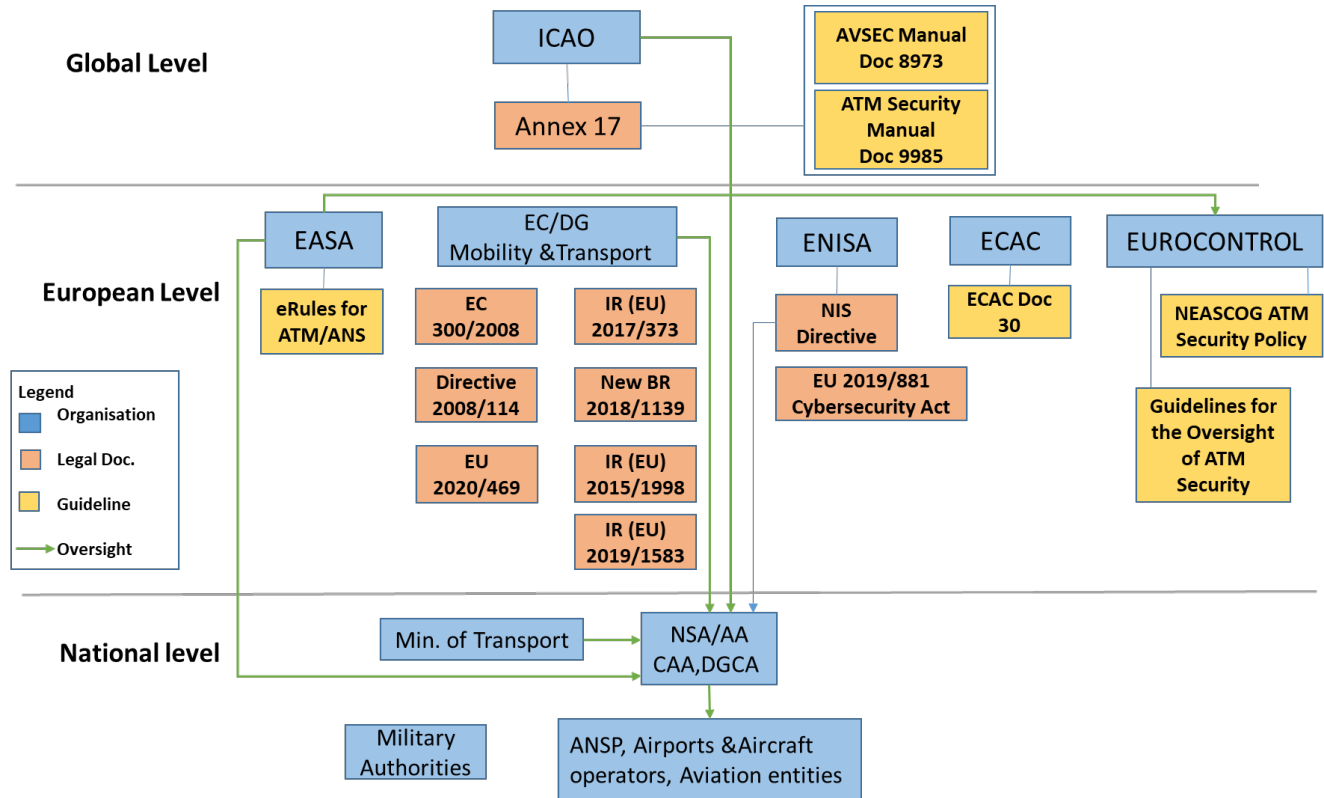 Global Level
ICAO
Annex 17
AVSEC Manual
Doc 8973
ATM Security
Manual
Doc 9985
European Level
EASA
eRules for
ATM/ANS
EC/DG
Mobility &Transport
EC
300/2008
IR (EU)
2017/373
Directive
2008/114
New BR
2018/1139
EU
2020/469
IR (EU)
2015/1998
IR (EU)
2019/1583
ENISA
NIS
Directive
EU 2019/881
Cybersecurity Act
ECAC
ECAC Doc
30
EUROCONTROL
NEASCOG ATM
Security Policy
Guidelines for
the Oversight
of ATM
Security
Legend
Organisation
Legal Doc.
Guideline
Oversight
National level
Min. of Transport
NSA/AA
CAA,DGCA
Military
Authorities
ANSP, Airports &Aircraft
operators, Aviation entities